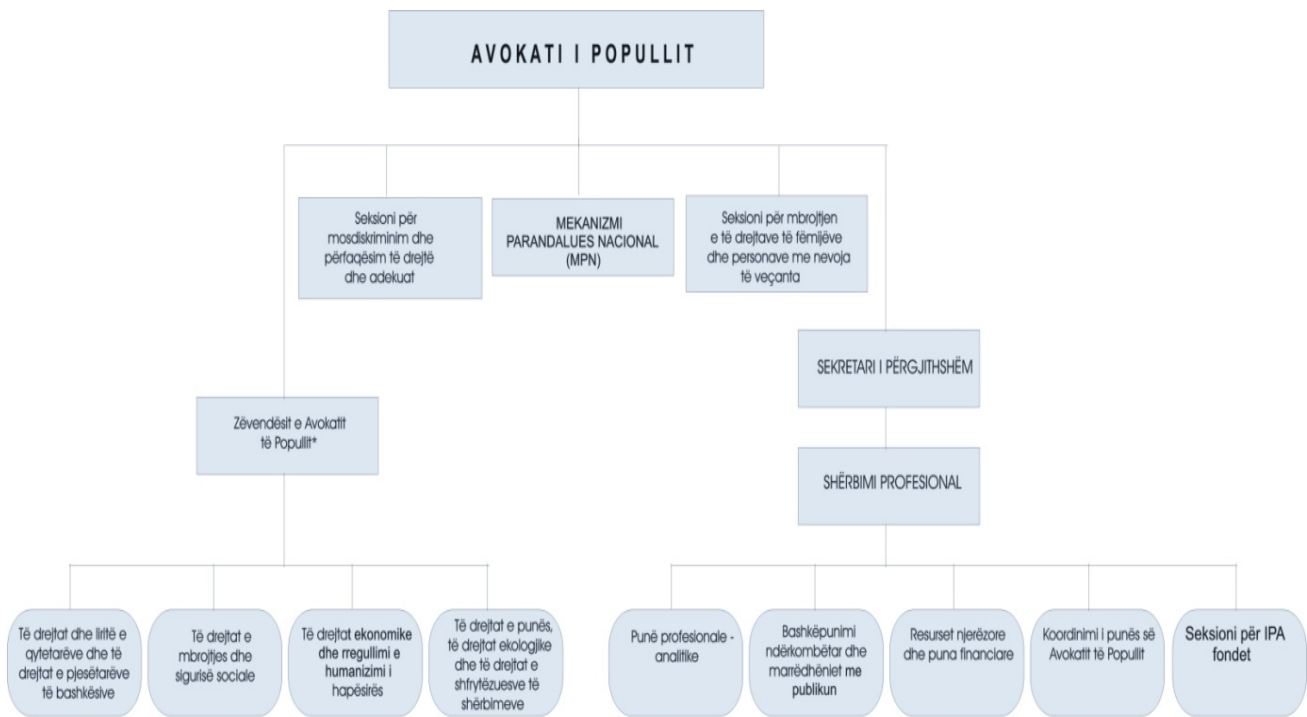 AVOKATI I POPULLIT
Seksioni për
mosdiskriminim dhe
përfaqësim të drejtë
dhe adekuat
MEKANIZMI
PARANDALUES NACIONAL
(MPN)
Seksioni për mbrojtjen
e të drejtave të fëmijëve
dhe personave me nevoja
të veçanta
SEKRETARI I PËRGJITHSHËM
Zëvendësit e Avokatit
të Popullit*
SHËRBIMI PROFESIONAL
Të drejtat dhe liritë e
qytetarëve dhe të
drejtat e pjesëtarëve
të bashkësive
Të drejtat e
mbrojtjes dhe
sigurisë sociale
Të drejtat ekonomike
dhe rregullimi e
humanizimi i
hapësirës
Të drejtat e punës,
të drejtat ekologjike
dhe të drejtat e
shfrytëzuesve të
shërbimeve
Punë profesionale -
analitike
Bashkëpunimi
ndërkombëtar dhe
marrëdhëniet me
publikun
Resurset njerëzore
dhe puna financiare
Koordinimi i punës së
Avokatit të Popullit
Seksioni për IPA
fondet